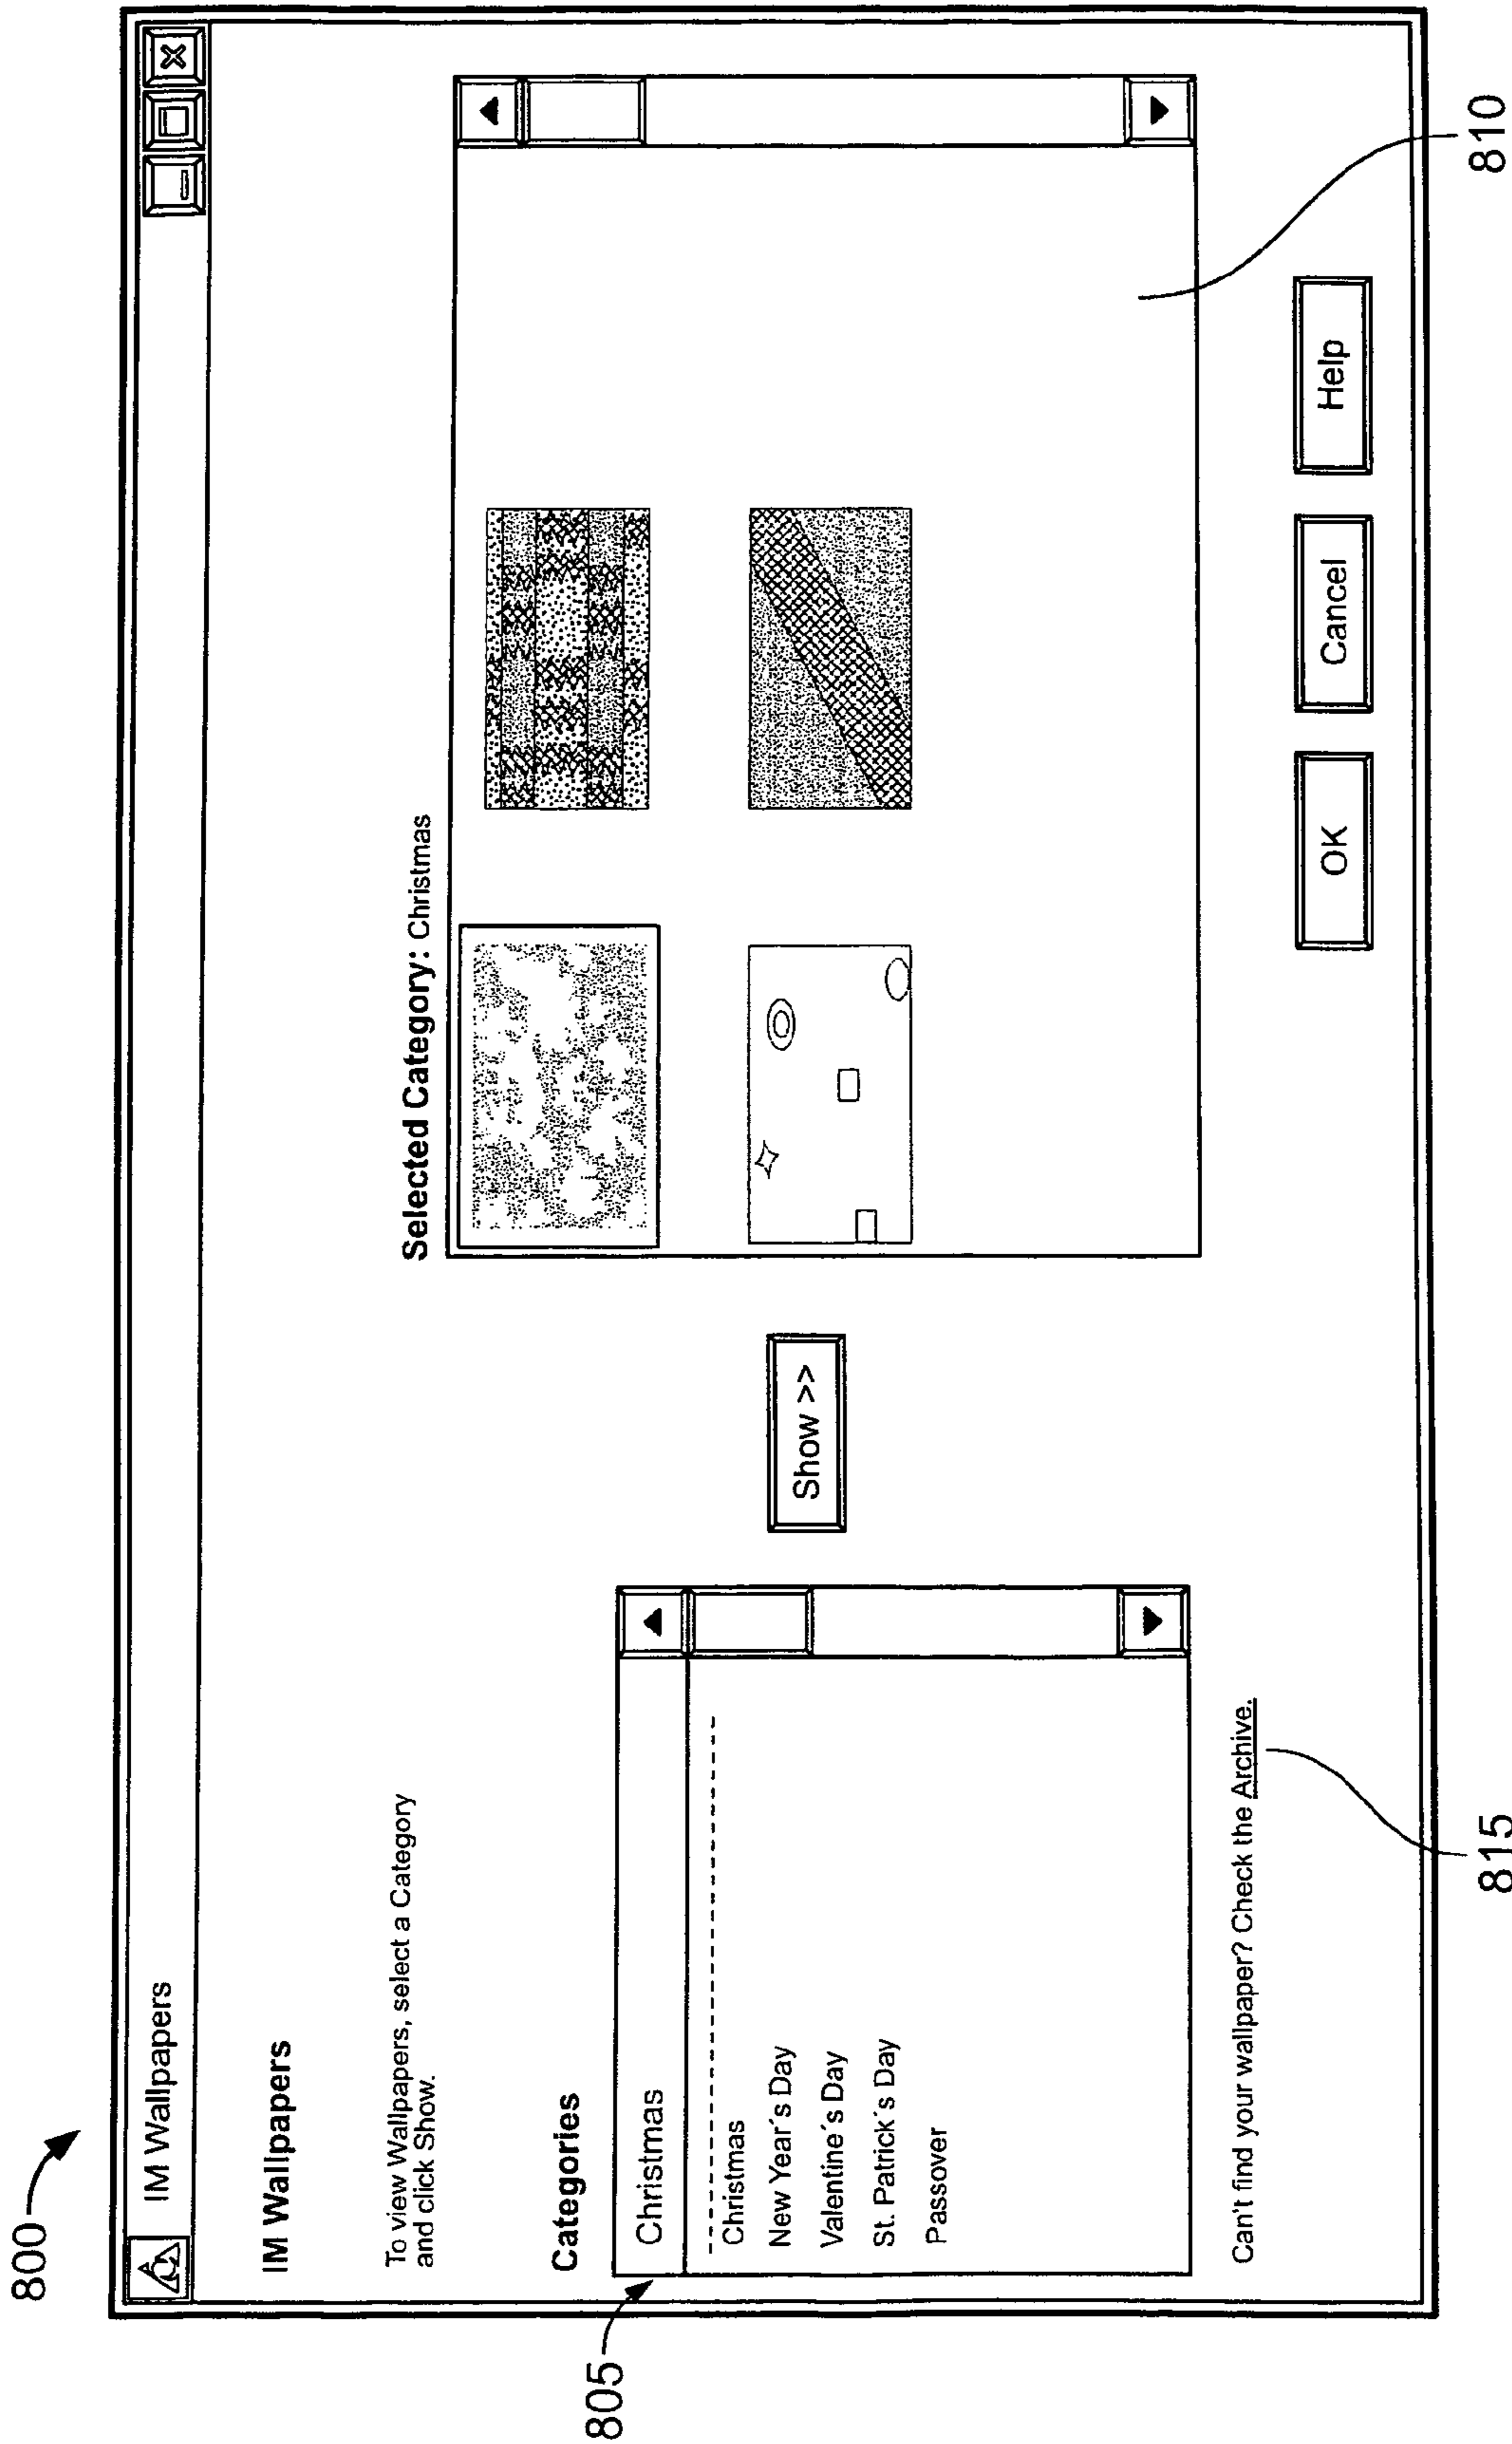 800
IM Wallpapers
IM Wallpapers
To view Wallpapers, select a Category
and click Show.
Categories
805
Christmas
Christmas
New Year´s Day
Valentine´s Day
St. Patrick´s Day
Passover
Can't find your wallpaper? Check the Archive.
815
Show >>
Selected Category: Christmas
810
OK
Cancel
Help